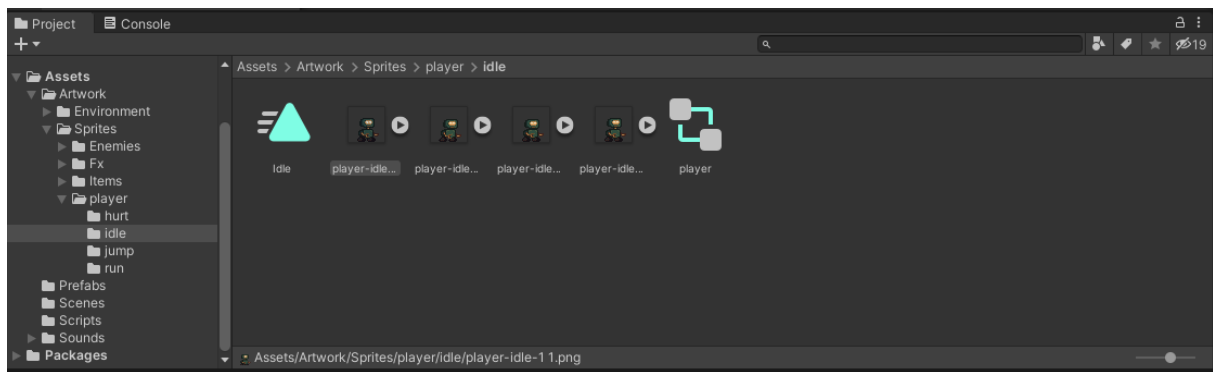 Project Console
19
Assets > Artwork > Sprites > player > idle
Assets
Artwork
Environment
Sprites
Enemies
Fx
Items
player
hurt
idle
jump
run
Prefabs
Scenes
Scripts
Sounds
Packages
Idle player-idle... player-idle... player-idle... player-idle... player
Assets/Artwork/Sprites/player/idle/player-idle-1 1.png